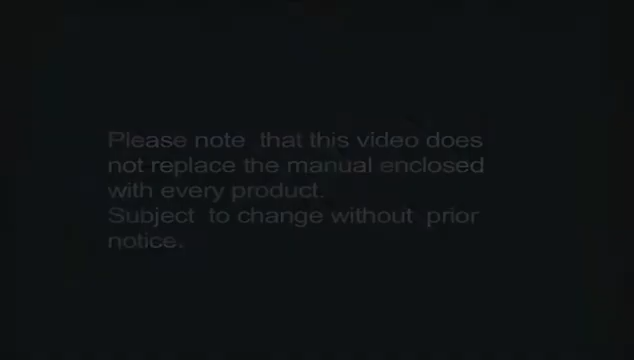 Please note that this video does
not replace the manual enclosed
with every product.
Subject to change without prior
notice.